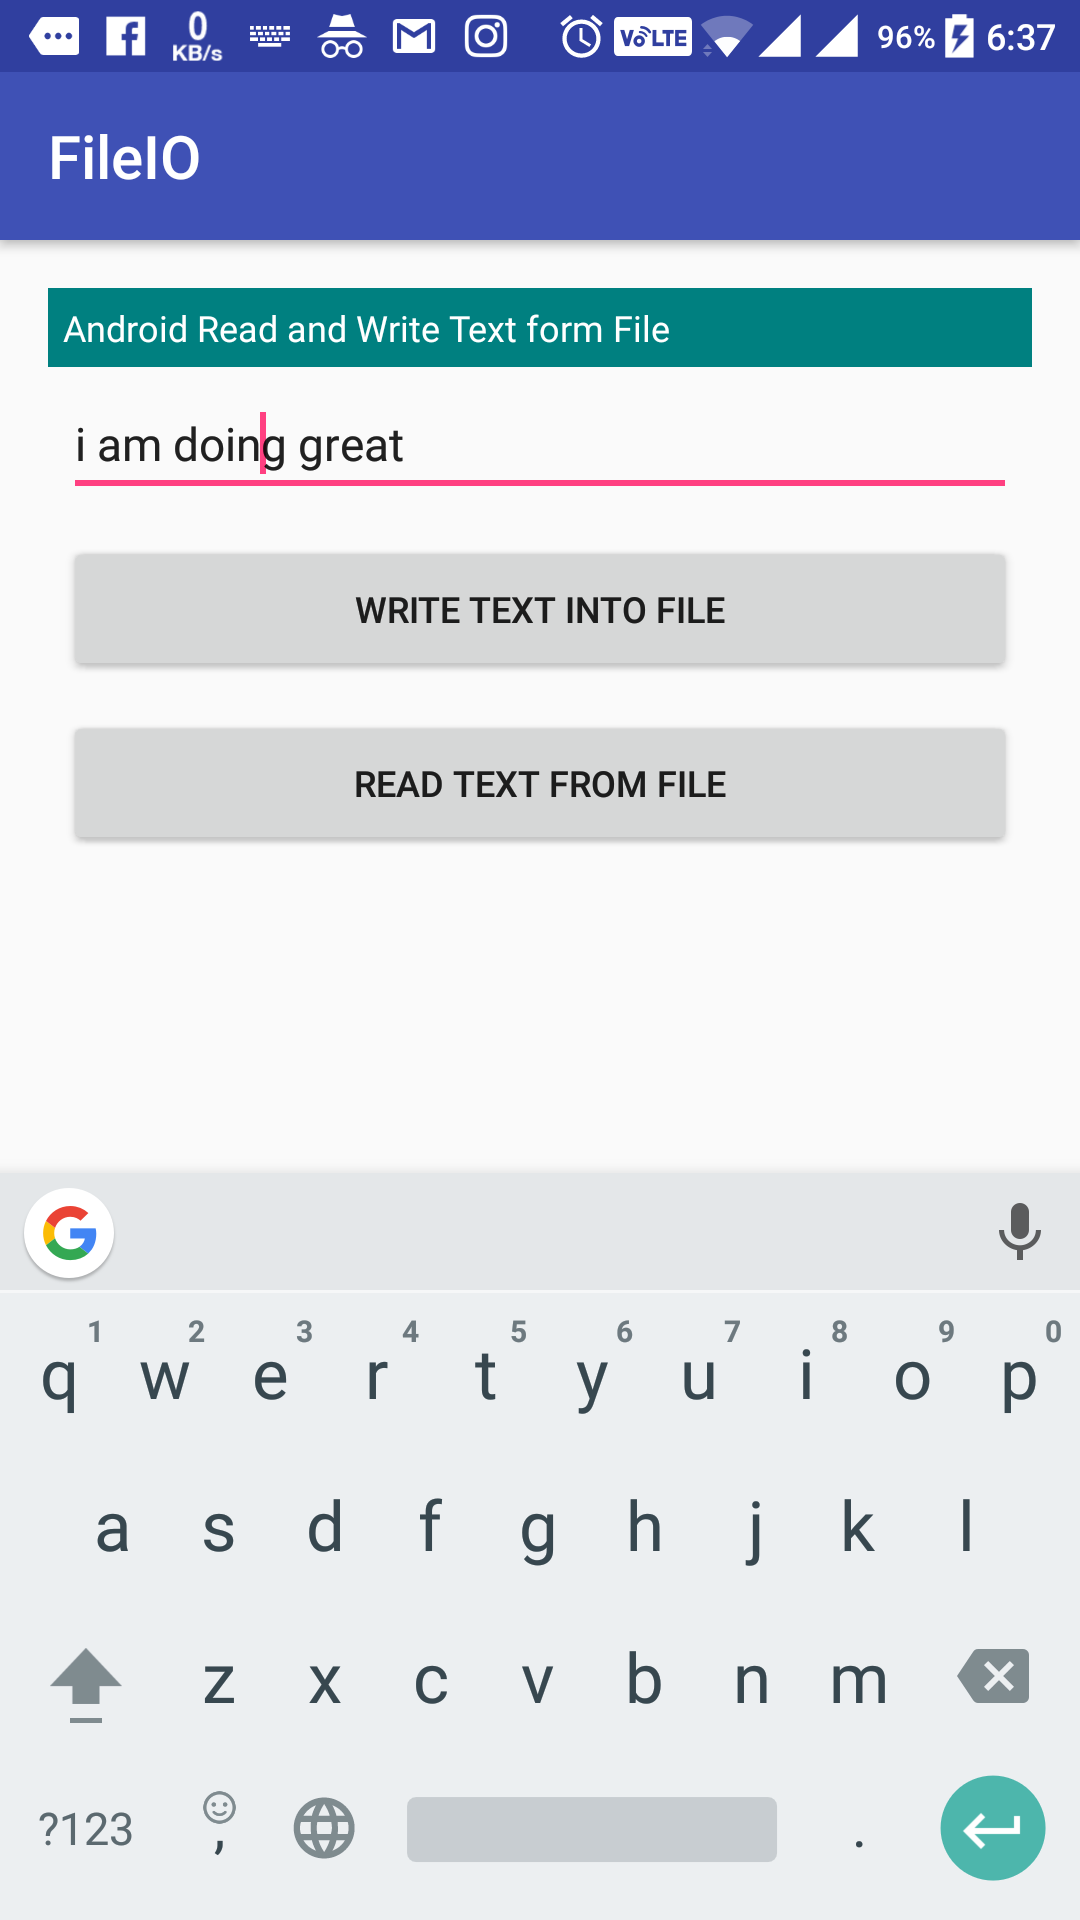 0 KB/s VoLTE 96% 6:37
FileIO
Android Read and Write Text form File
i am doing great
WRITE TEXT INTO FILE
READ TEXT FROM FILE
1 2 3 4 5 6 7 8 9 0
q w e r t y u i o p
a s d f g h j k l
z x c v b n m
?123 , .